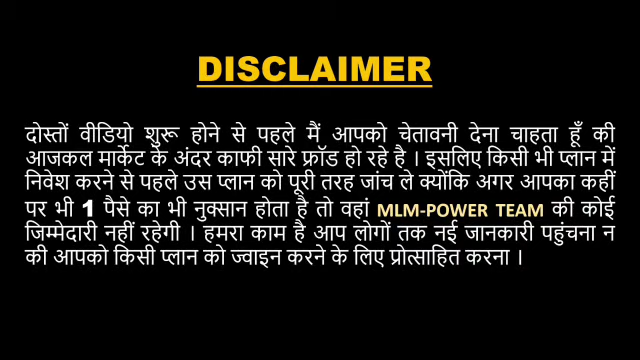 DISCLAIMER
दोस्तों वीडियो शुरू होने से पहले मैं आपको चेतावनी देना चाहता हूँ की
आजकल मार्केट के अंदर काफी सारे फ्रॉड हो रहे है । इसलिए किसी भी प्लान में
निवेश करने से पहले उस प्लान को पूरी तरह जांच ले क्योंकि अगर आपका कहीं
पर भी 1 पैसे का भी नुक्सान होता है तो वहां MLM-POWER TEAM की कोई
जिम्मेदारी नहीं रहेगी । हमरा काम है आप लोगों तक नई जानकारी पहुंचना न
की आपको किसी प्लान को ज्वाइन करने के लिए प्रोत्साहित करना ।